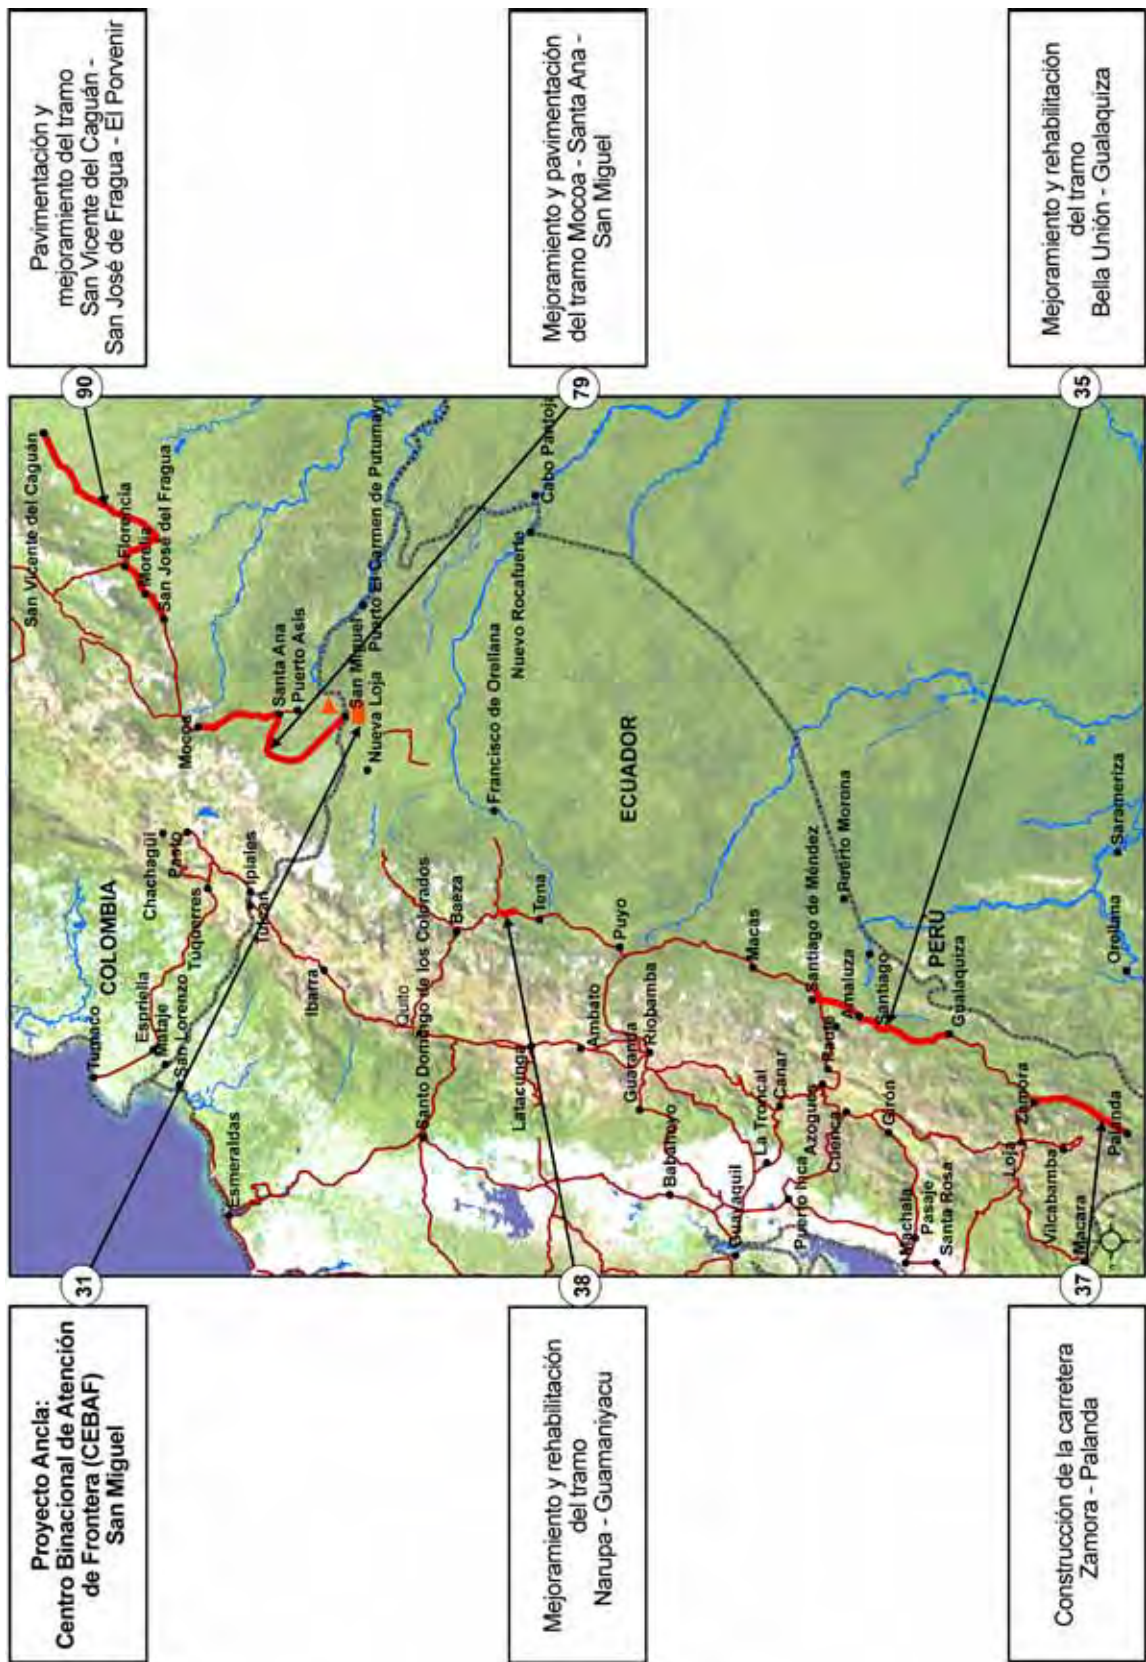 Proyecto Ancla:
Centro Binacional de Atención
de Frontera (CEBAF)
San Miguel
31
Mejoramiento y rehabilitación
del tramo
Narupa - Guamaniyacu
38
Construcción de la carretera
Zamora - Palanda
37
Pavimentación y
mejoramiento del tramo
San Vicente del Caguán -
San José de Fragua - El Porvenir
90
Mejoramiento y pavimentación
del tramo Mocoa - Santa Ana -
San Miguel
79
Mejoramiento y rehabilitación
del tramo
Bella Unión - Gualaquiza
35
San Vicente del Caguán
Florencia
Morelia
San José del Fragua
Mocoa
Santa Ana
Puerto Asis
San Miguel
Puerto El Carmen de Putumayo
Nueva Loja
COLOMBIA
Chachagüí
Pasto
Tuquerres
Ipiales
Tulcán
Tumaco
Espriella
Mataje
San Lorenzo
Ibarra
Esmeraldas
Quito
Santo Domingo de los Colorados
Baeza
Francisco de Orellana
Nuevo Rocafuerte
Cabo Pantoja
Tena
Latacunga
Ambato
Puyo
ECUADOR
Guaranda
Riobamba
Babahoyo
Macas
Guayaquil
La Troncal
Cañar
Azogues
Paute
Santiago de Méndez
Puerto Morona
Puerto Inca
Cuenca
Amaluza
Santiago
Girón
PERU
Gualaquiza
Machala
Pasaje
Santa Rosa
Loja
Zamora
Vilcabamba
Macara
Palanda
Orellana
Sarameriza